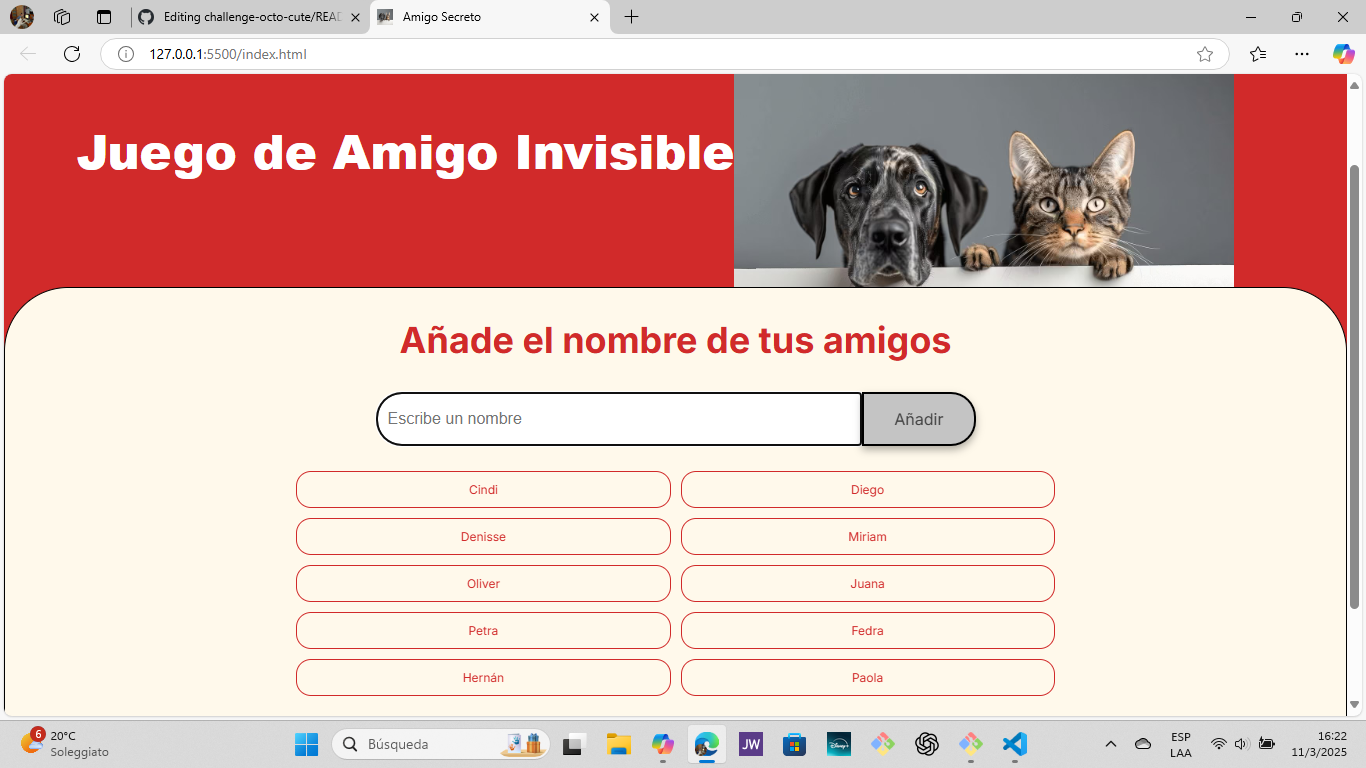 Editing challenge-octo-cute/READ
Amigo Secreto
127.0.0.1:5500/index.html
Juego de Amigo Invisible
Añade el nombre de tus amigos
Escribe un nombre
Añadir
Cindi
Diego
Denisse
Miriam
Oliver
Juana
Petra
Fedra
Hernán
Paola
6
20°C
Soleggiato
Búsqueda
JW
Disney+
ESP
LAA
16:22
11/3/2025